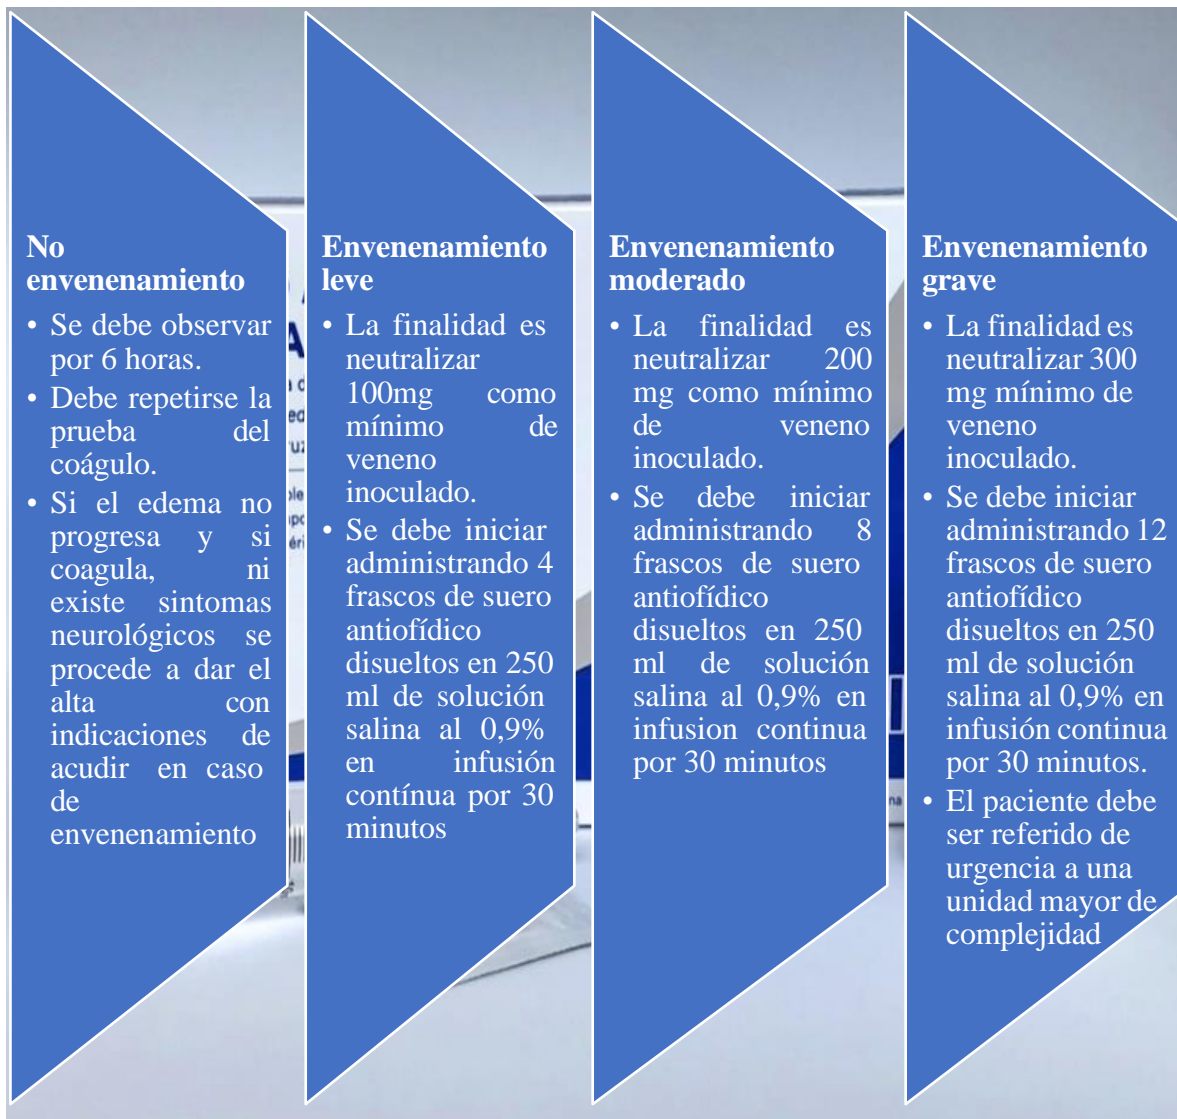 No
envenenamiento
• Se debe observar
por 6 horas.
• Debe repetirse la
prueba del
coágulo.
• Si el edema no
progresa y si
coagula, ni
existe sintomas
neurológicos se
procede a dar el
alta con
indicaciones de
acudir en caso
de
envenenamiento
Envenenamiento
leve
• La finalidad es
neutralizar
100mg como
mínimo de
veneno
inoculado.
• Se debe iniciar
administrando 4
frascos de suero
antiofídico
disueltos en 250
ml de solución
salina al 0,9%
en infusión
contínua por 30
minutos
Envenenamiento
moderado
• La finalidad es
neutralizar 200
mg como mínimo
de veneno
inoculado.
• Se debe iniciar
administrando 8
frascos de suero
antiofídico
disueltos en 250
ml de solución
salina al 0,9% en
infusion continua
por 30 minutos
Envenenamiento
grave
• La finalidad es
neutralizar 300
mg mínimo de
veneno
inoculado.
• Se debe iniciar
administrando 12
frascos de suero
antiofídico
disueltos en 250
ml de solución
salina al 0,9% en
infusión continua
por 30 minutos.
• El paciente debe
ser referido de
urgencia a una
unidad mayor de
complejidad